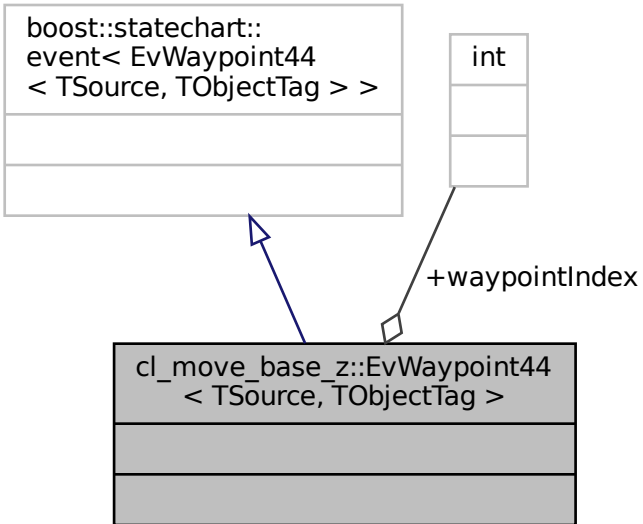 boost::statechart::
event< EvWaypoint44
< TSource, TObjectTag > >
int
+waypointIndex
cl_move_base_z::EvWaypoint44
< TSource, TObjectTag >